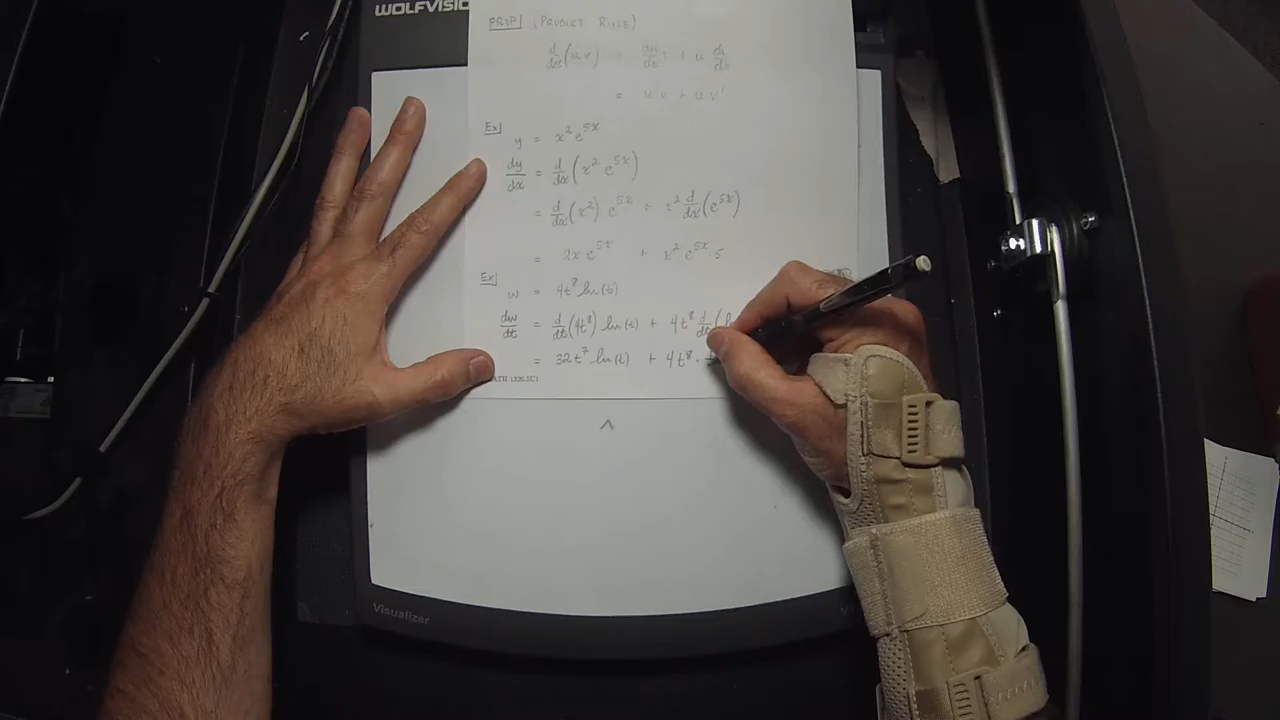 WOLFVISIO
PROP (PRODUCT RULE)
d/dx (uv) = du/dx v + u dv/dx
= u'v + uv'
Ex
y = x² e^5x
dy/dx = d/dx (x² e^5x)
= d/dx (x²) e^5x + x² d/dx (e^5x)
= 2x e^5x + x² e^5x · 5
Ex
w = 4t⁸ ln(t)
dw/dt = d/dt (4t⁸) ln(t) + 4t⁸ d/dt (l
= 32t⁷ · ln(t) + 4t⁸ ·
Visualizer